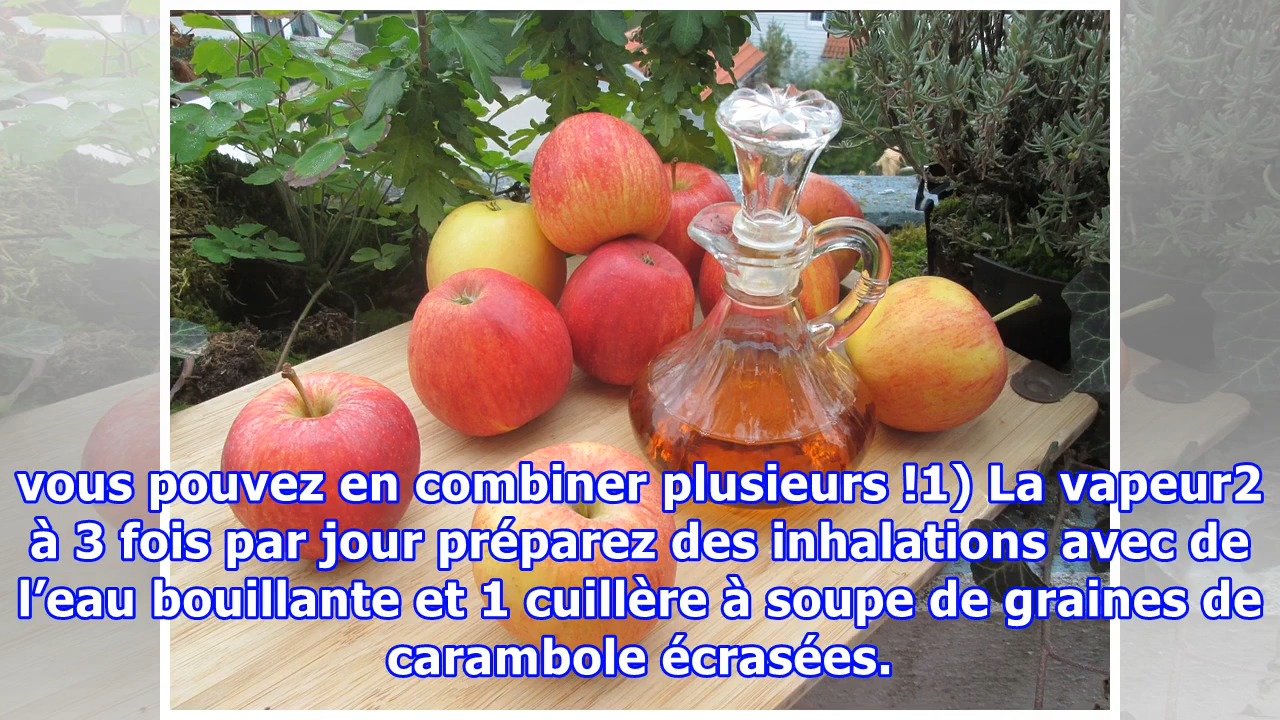 vous pouvez en combiner plusieurs !1) La vapeur2
à 3 fois par jour préparez des inhalations avec de
l’eau bouillante et 1 cuillère à soupe de graines de
carambole écrasées.